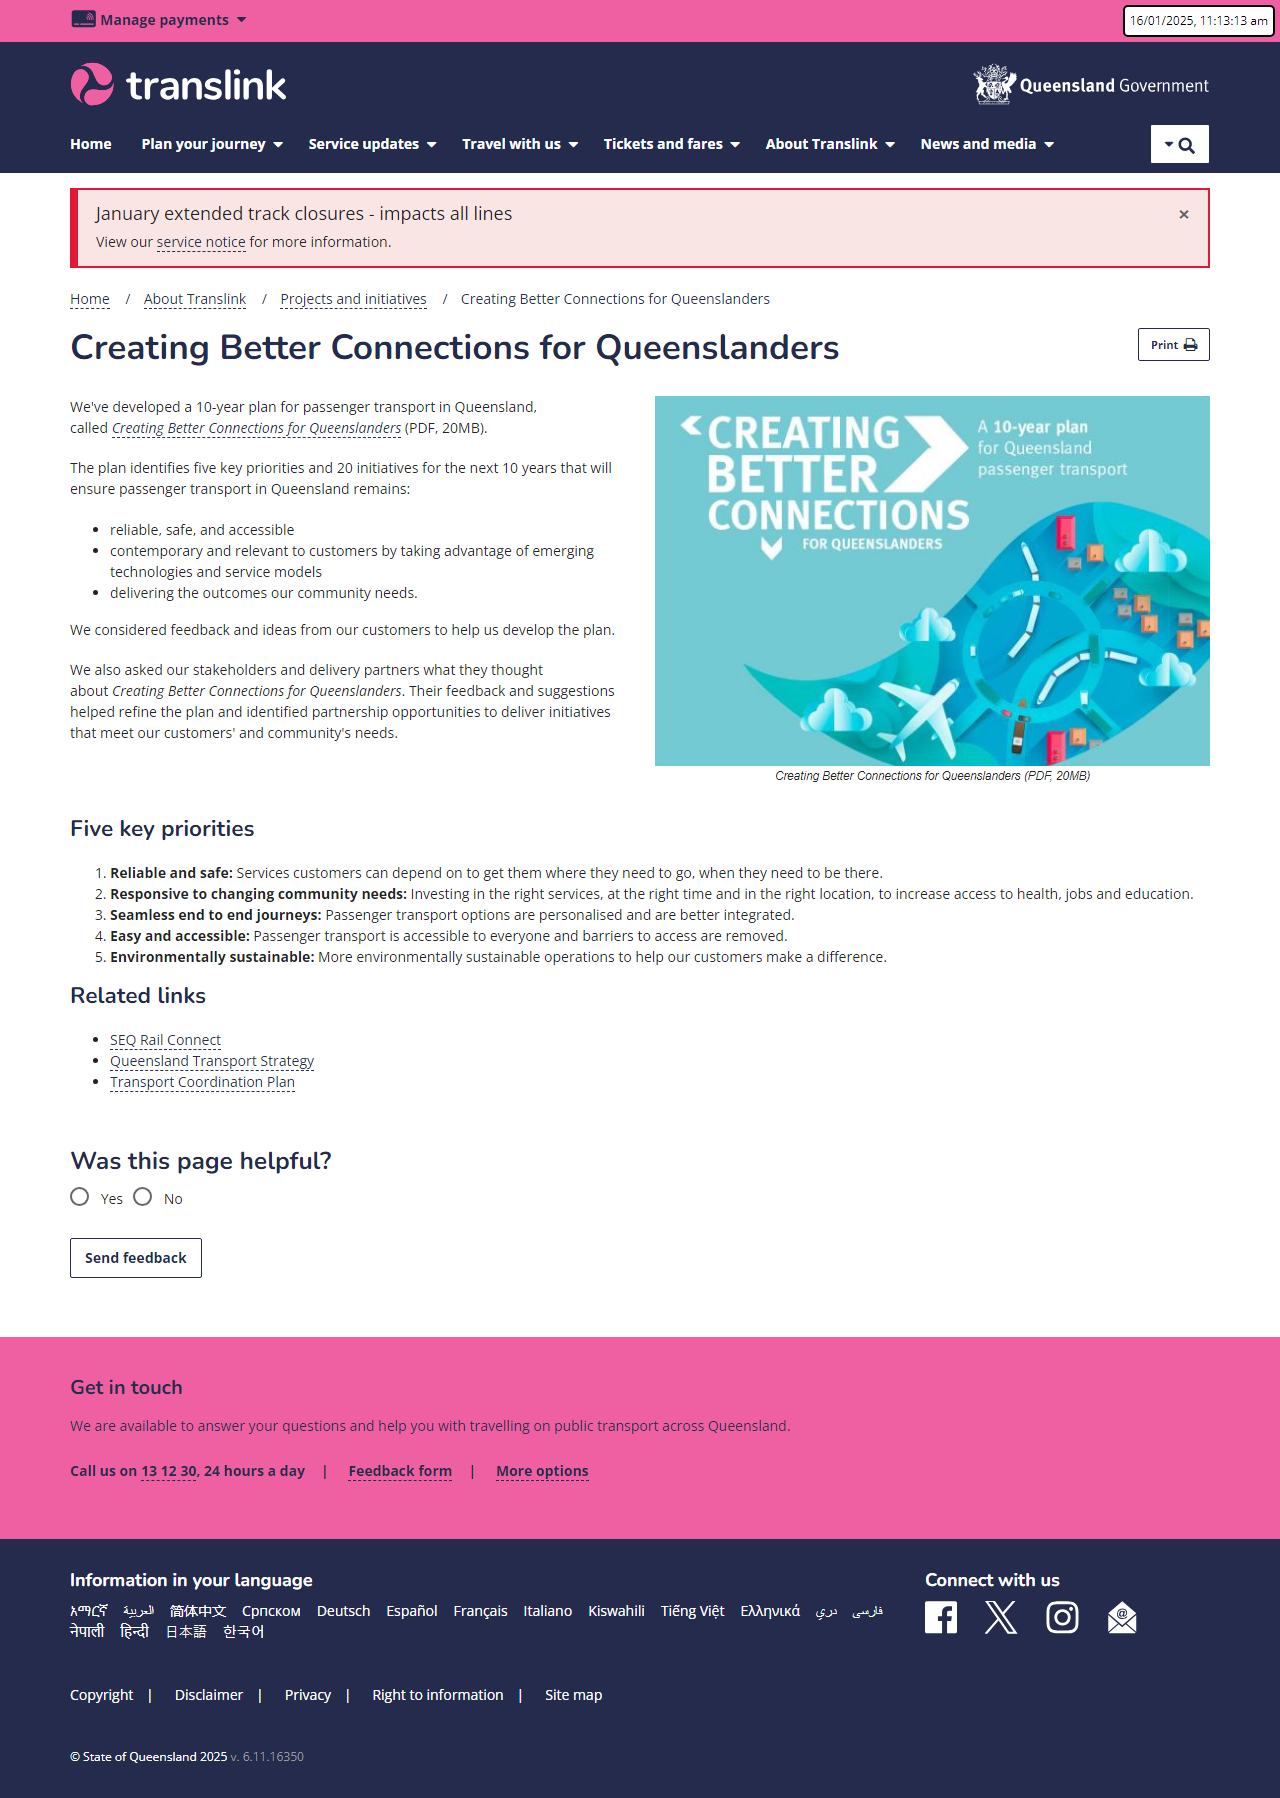 Manage payments
16/01/2025, 11:13:13 am
translink
Queensland Government
Home Plan your journey Service updates Travel with us Tickets and fares About Translink News and media
January extended track closures - impacts all lines
×
View our service notice for more information.
Home / About Translink / Projects and initiatives / Creating Better Connections for Queenslanders
Creating Better Connections for Queenslanders
Print
We've developed a 10-year plan for passenger transport in Queensland,
called Creating Better Connections for Queenslanders (PDF, 20MB).
The plan identifies five key priorities and 20 initiatives for the next 10 years that will
ensure passenger transport in Queensland remains:
• reliable, safe, and accessible
• contemporary and relevant to customers by taking advantage of emerging
technologies and service models
• delivering the outcomes our community needs.
We considered feedback and ideas from our customers to help us develop the plan.
We also asked our stakeholders and delivery partners what they thought
about Creating Better Connections for Queenslanders. Their feedback and suggestions
helped refine the plan and identified partnership opportunities to deliver initiatives
that meet our customers' and community's needs.
CREATING
BETTER
CONNECTIONS
FOR QUEENSLANDERS
A 10-year plan
for Queensland
passenger transport
Creating Better Connections for Queenslanders (PDF, 20MB)
Five key priorities
1. Reliable and safe: Services customers can depend on to get them where they need to go, when they need to be there.
2. Responsive to changing community needs: Investing in the right services, at the right time and in the right location, to increase access to health, jobs and education.
3. Seamless end to end journeys: Passenger transport options are personalised and are better integrated.
4. Easy and accessible: Passenger transport is accessible to everyone and barriers to access are removed.
5. Environmentally sustainable: More environmentally sustainable operations to help our customers make a difference.
Related links
• SEQ Rail Connect
• Queensland Transport Strategy
• Transport Coordination Plan
Was this page helpful?
Yes No
Send feedback
Get in touch
We are available to answer your questions and help you with travelling on public transport across Queensland.
Call us on 13 12 30, 24 hours a day | Feedback form | More options
Information in your language
አማርኛ العربية 简体中文 Српском Deutsch Español Français Italiano Kiswahili Tiếng Việt Ελληνικά دري فارسی
नेपाली हिन्दी 日本語 한국어
Connect with us
Copyright | Disclaimer | Privacy | Right to information | Site map
© State of Queensland 2025 v. 6.11.16350